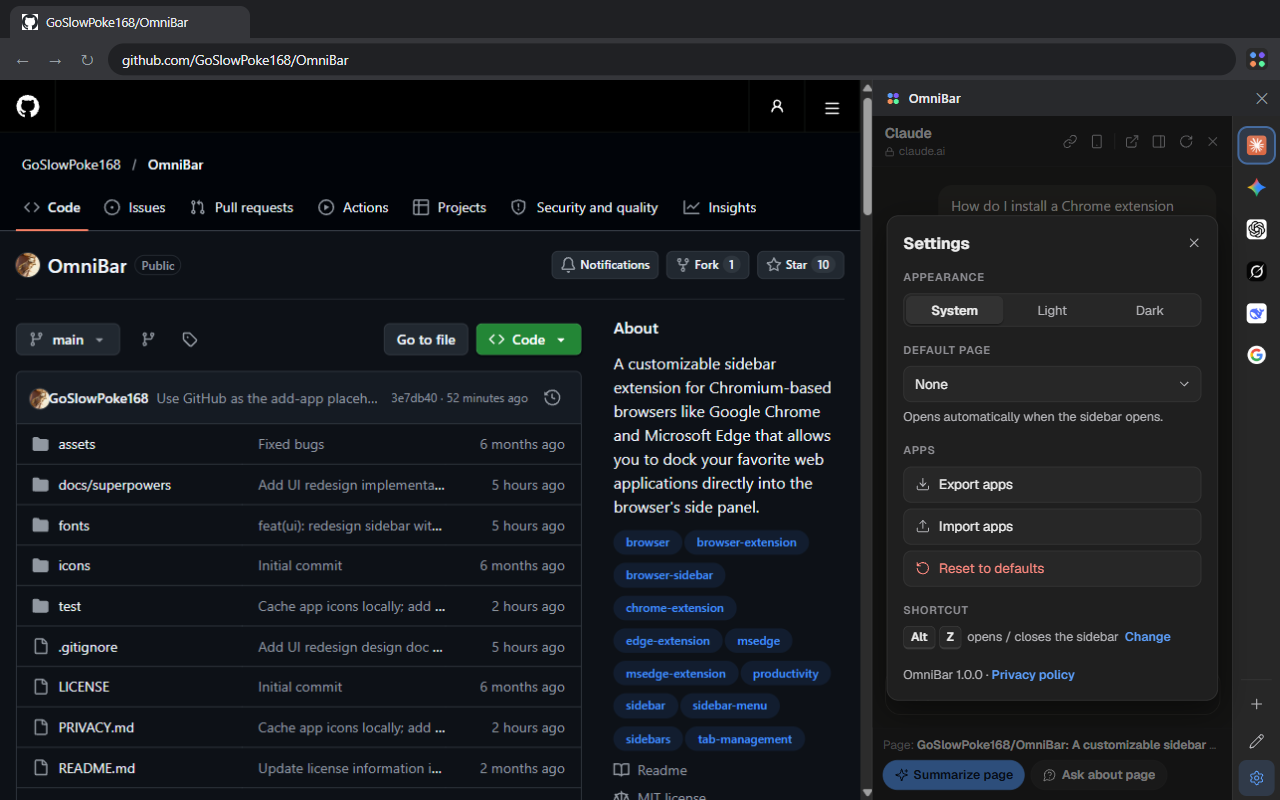 GoSlowPoke168/OmniBar
github.com/GoSlowPoke168/OmniBar
GoSlowPoke168 / OmniBar
Code Issues Pull requests Actions Projects Security and quality Insights
OmniBar Public Notifications Fork 1 Star 10
main Go to file Code
GoSlowPoke168 Use GitHub as the add-app placeh... 3e7db40 · 52 minutes ago
assets Fixed bugs 6 months ago
docs/superpowers Add UI redesign implementa... 5 hours ago
fonts feat(ui): redesign sidebar wit... 5 hours ago
icons Initial commit 6 months ago
test Cache app icons locally; add ... 2 hours ago
.gitignore Add UI redesign design doc ... 5 hours ago
LICENSE Initial commit 6 months ago
PRIVACY.md Cache app icons locally; add ... 2 hours ago
README.md Update license information i... 2 months ago
About
A customizable sidebar
extension for Chromium-based
browsers like Google Chrome
and Microsoft Edge that allows
you to dock your favorite web
applications directly into the
browser's side panel.
browser browser-extension
browser-sidebar
chrome-extension
edge-extension msedge
msedge-extension productivity
sidebar sidebar-menu
sidebars tab-management
Readme
MIT license
OmniBar
Claude
claude.ai
How do I install a Chrome extension
Settings
APPEARANCE
System Light Dark
DEFAULT PAGE
None
Opens automatically when the sidebar opens.
APPS
Export apps
Import apps
Reset to defaults
SHORTCUT
Alt Z opens / closes the sidebar Change
OmniBar 1.0.0 · Privacy policy
Page: GoSlowPoke168/OmniBar: A customizable sidebar ...
Summarize page Ask about page